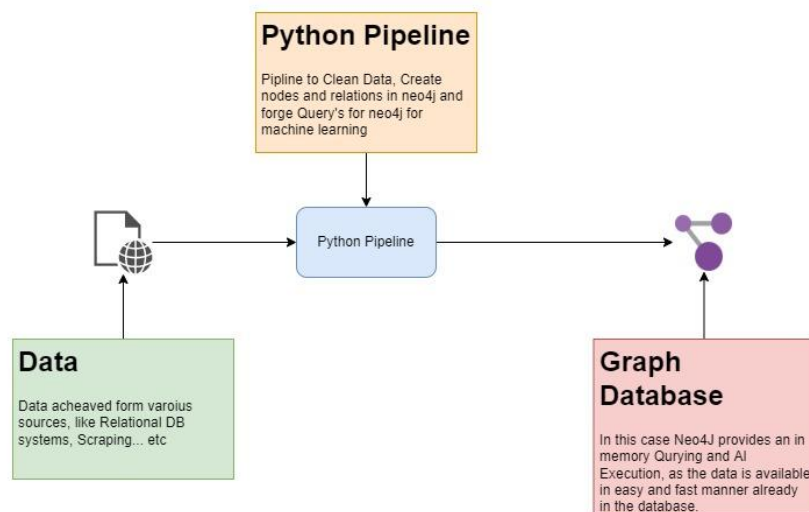 Python Pipeline
Pipline to Clean Data, Create
nodes and relations in neo4j and
forge Query's for neo4j for
machine learning
Python Pipeline
Data
Data acheaved form varoius
sources, like Relational DB
systems, Scraping... etc
Graph
Database
In this case Neo4J provides an in
memory Qurying and AI
Execution, as the data is available
in easy and fast manner already
in the database.